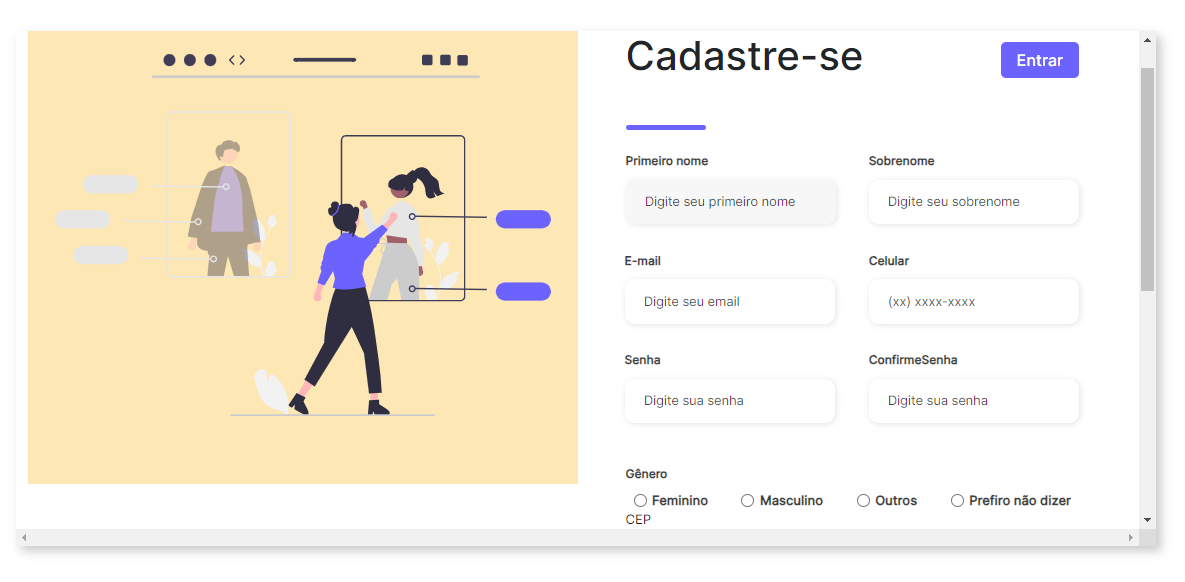 Cadastre-se
Entrar
Primeiro nome
Sobrenome
Digite seu primeiro nome
Digite seu sobrenome
E-mail
Celular
Digite seu email
(xx) xxxx-xxxx
Senha
ConfirmeSenha
Digite sua senha
Digite sua senha
Gênero
Feminino
Masculino
Outros
Prefiro não dizer
CEP